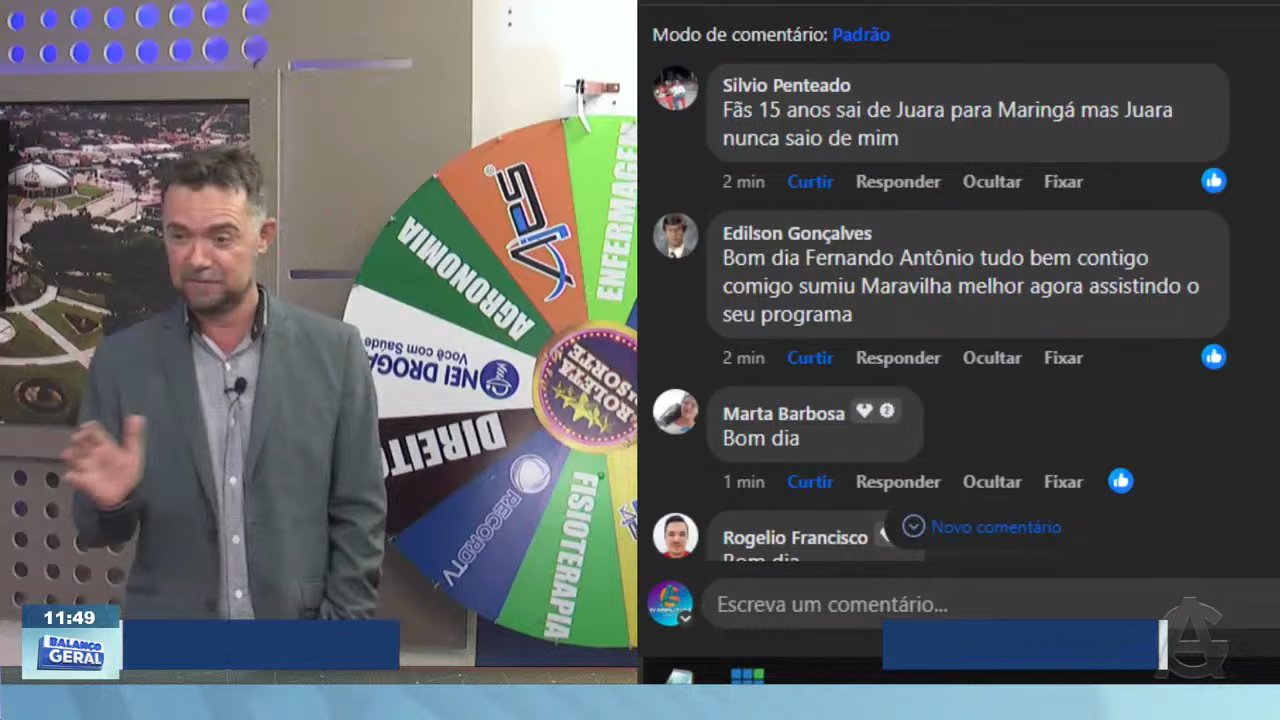 ENFERMAGEM
VCS
AGRONOMIA
NEI DROGA
Você com Saúde
ROLETA
DA SORTE
DIREITO
RECORDTV
FISIOTERAPIA
11:49
BALANÇO
GERAL
Modo de comentário: Padrão
Silvio Penteado
Fãs 15 anos sai de Juara para Maringá mas Juara
nunca saio de mim
2 min Curtir Responder Ocultar Fixar
Edilson Gonçalves
Bom dia Fernando Antônio tudo bem contigo
comigo sumiu Maravilha melhor agora assistindo o
seu programa
2 min Curtir Responder Ocultar Fixar
Marta Barbosa
Bom dia
1 min Curtir Responder Ocultar Fixar
Rogelio Francisco
Bom dia
Novo comentário
Escreva um comentário...